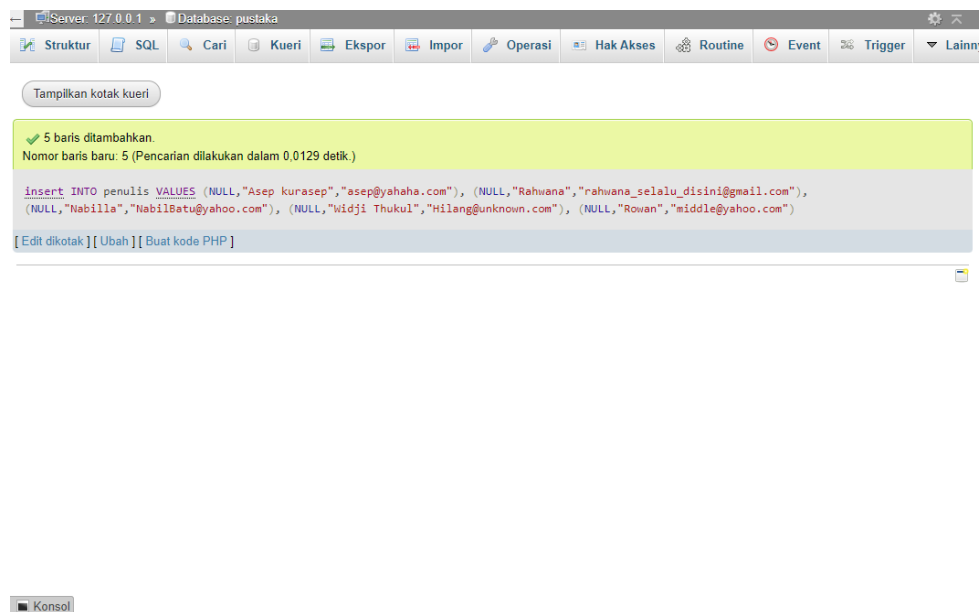 Server: 127.0.0.1 » Database: pustaka
Struktur SQL Cari Kueri Ekspor Impor Operasi Hak Akses Routine Event Trigger Lainny
Tampilkan kotak kueri
5 baris ditambahkan.
Nomor baris baru: 5 (Pencarian dilakukan dalam 0,0129 detik.)
insert INTO penulis VALUES (NULL,"Asep kurasep","asep@yahaha.com"), (NULL,"Rahwana","rahwana_selalu_disini@gmail.com"),
(NULL,"Nabilla","NabilBatu@yahoo.com"), (NULL,"Widji Thukul","Hilang@unknown.com"), (NULL,"Rowan","middle@yahoo.com")
[ Edit dikotak ] [ Ubah ] [ Buat kode PHP ]
Konsol